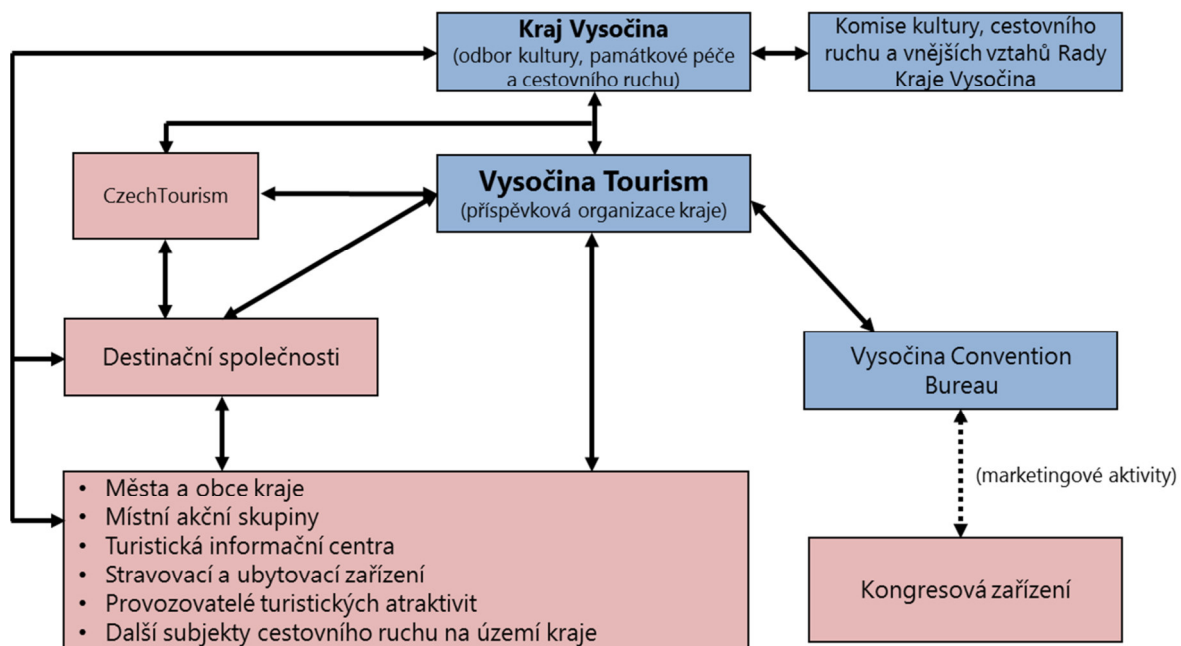 Kraj Vysočina
(odbor kultury, památkové péče
a cestovního ruchu)
Komise kultury, cestovního
ruchu a vnějších vztahů Rady
Kraje Vysočina
CzechTourism
Vysočina Tourism
(příspěvková organizace kraje)
Destinační společnosti
Vysočina Convention
Bureau
(marketingové aktivity)
• Města a obce kraje
• Místní akční skupiny
• Turistická informační centra
• Stravovací a ubytovací zařízení
• Provozovatelé turistických atraktivit
• Další subjekty cestovního ruchu na území kraje
Kongresová zařízení